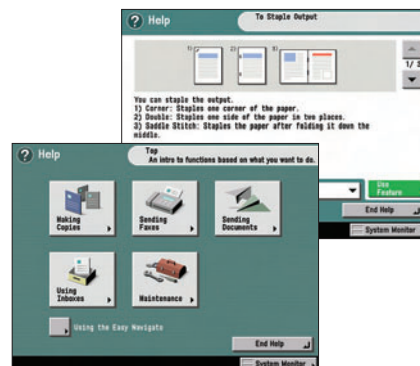 Help
To Staple Output
1) 2) 3)
1/ 3
You can staple the output.
1) Corner: Staples one corner of the paper.
2) Double: Staples one side of the paper in two places.
3) Saddle Stitch: Staples the paper after folding it down the
middle.
Use
Feature
End Help
System Monitor
Help
Top
An intro to functions based on what you want to do.
Making
Copies
Sending
Faxes
Sending
Documents
Using
Inboxes
Maintenance
Using the Easy Navigate
End Help
System Monitor